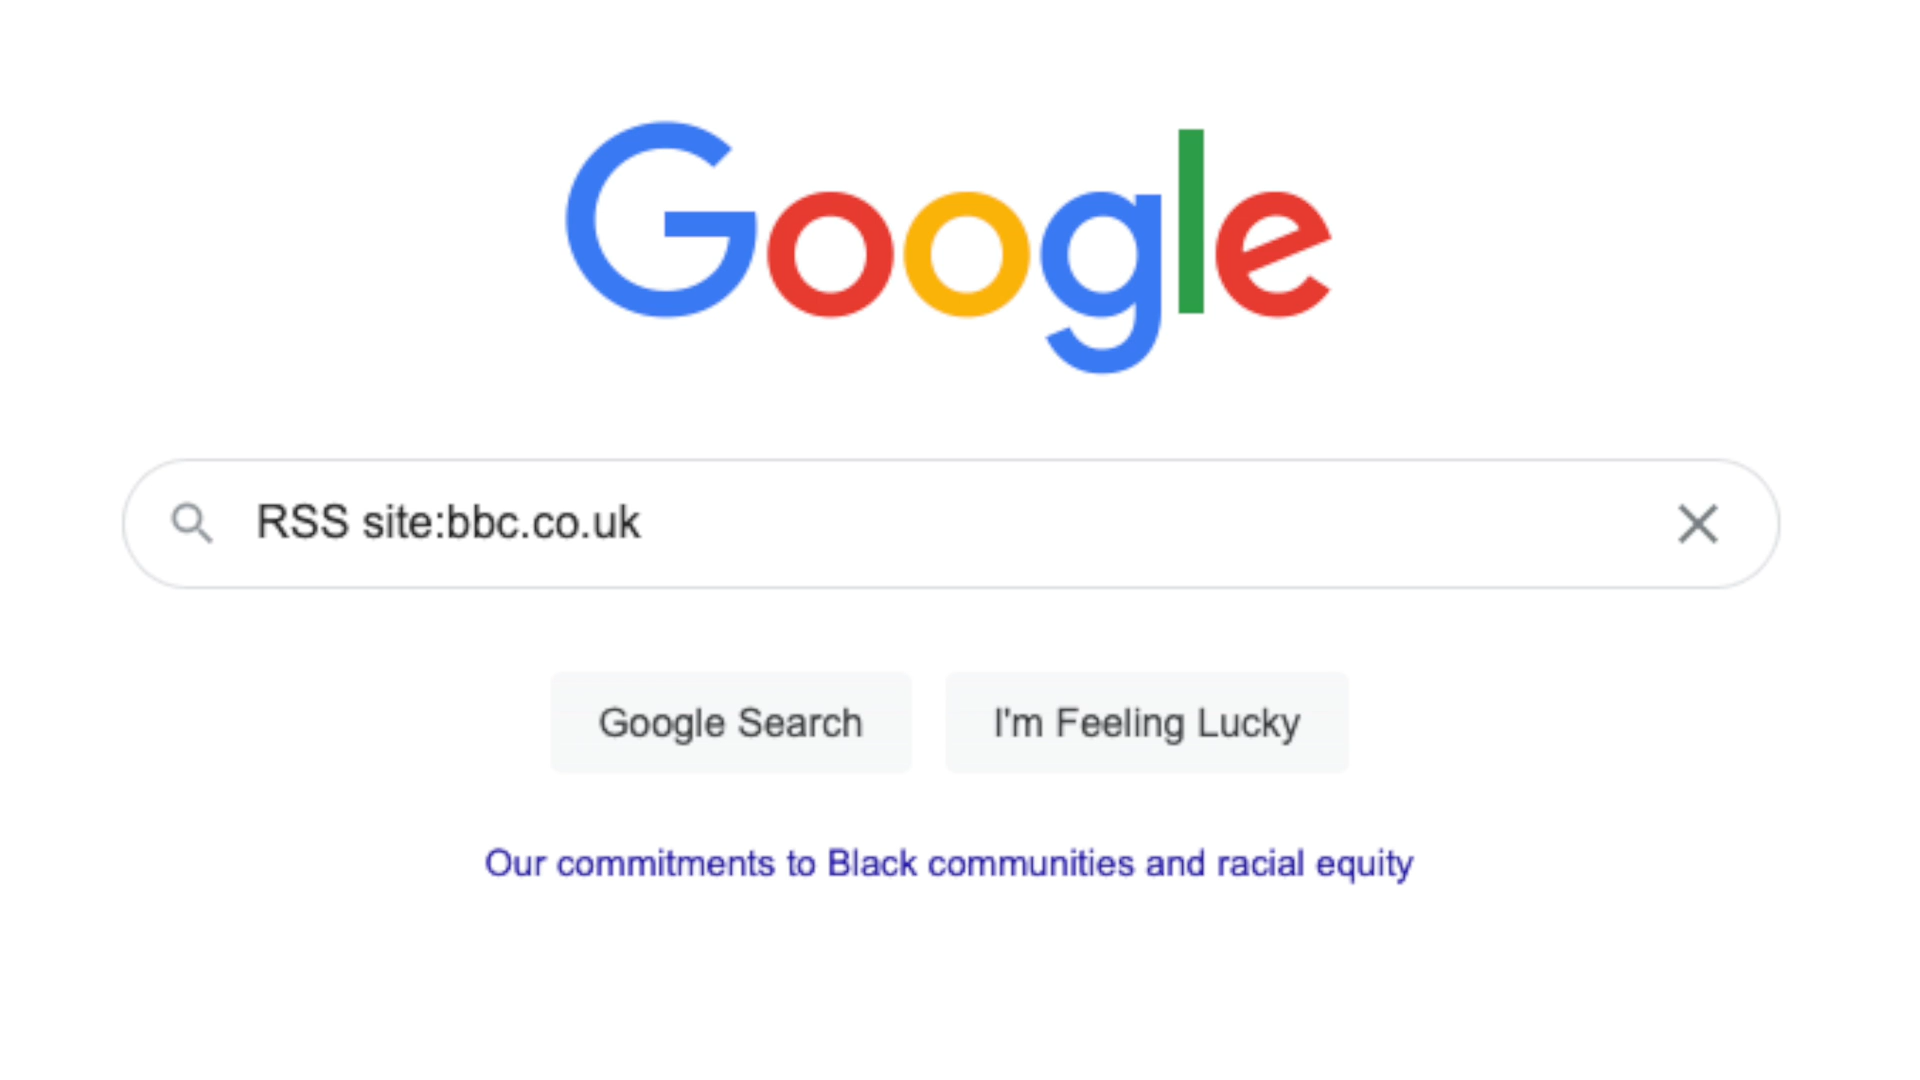 Google
RSS site:bbc.co.uk
Google Search
I'm Feeling Lucky
Our commitments to Black communities and racial equity